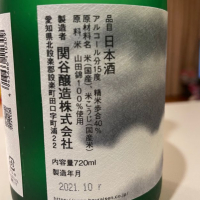 品目 日本酒
アルコール分15度 精米歩合40%
原材料名 米(国産)、米こうじ(国産米)
原料米 山田錦100%使用
製造者
関谷醸造株式会社
愛知県北設楽郡設楽町田口字町浦22
内容量720ml
製造年月
2021.10